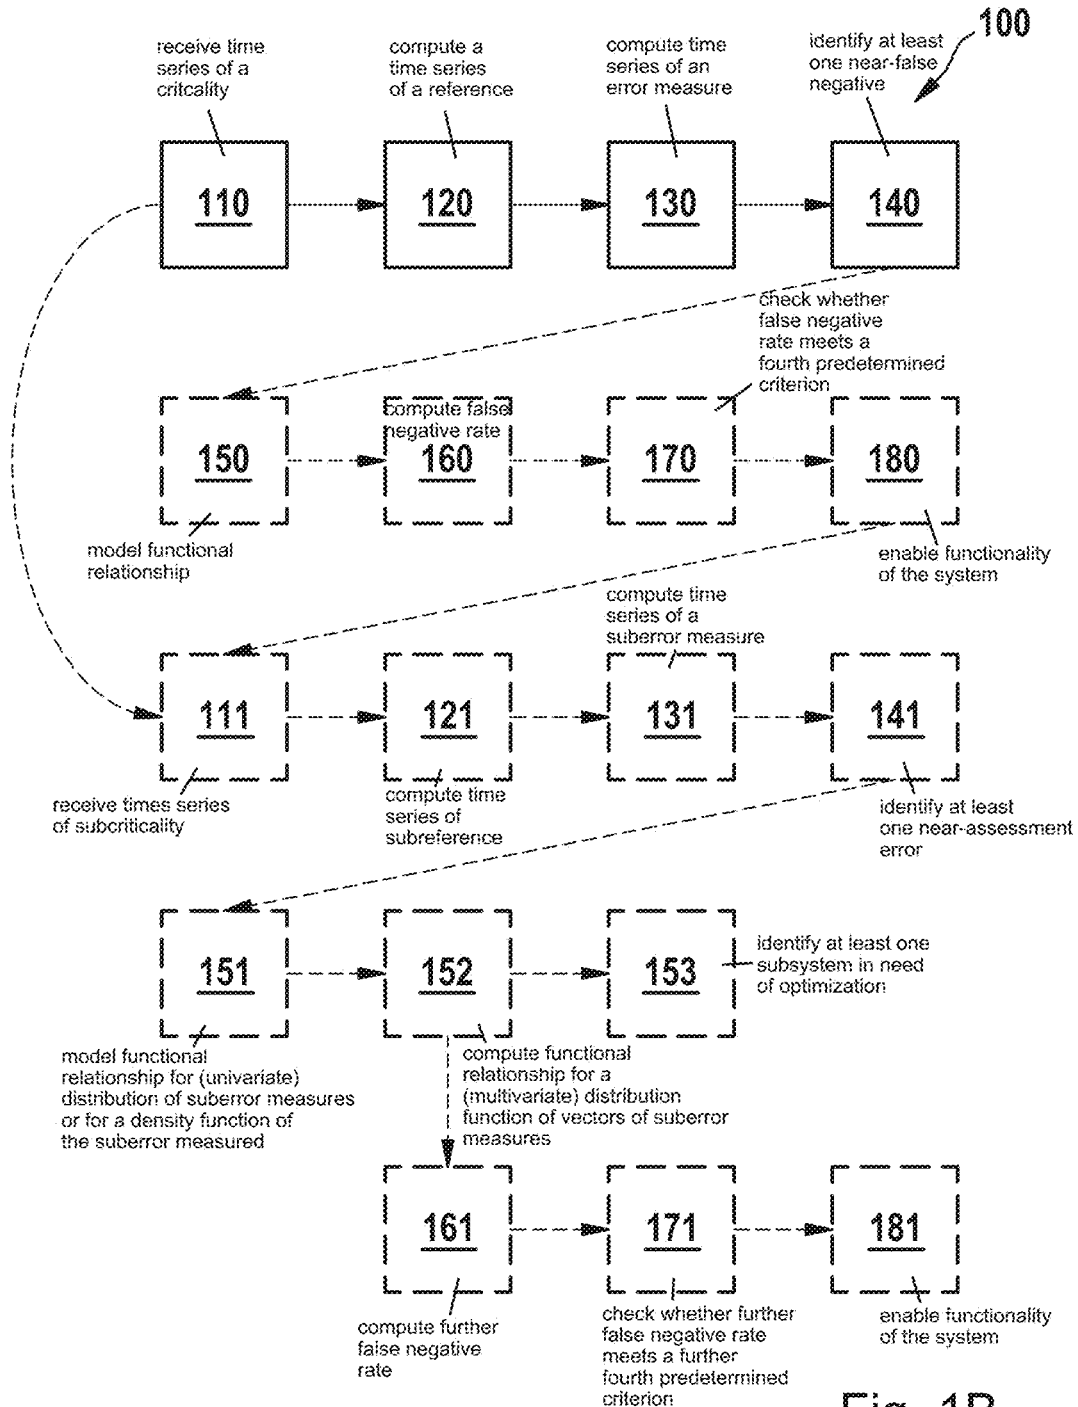 100
receive time
series of a
critcality
compute a
time series
of a reference
compute time
series of an
error measure
identify at least
one near-false
negative
110
120
130
140
check whether
false negative
rate meets a
fourth predetermined
criterion
compute false
negative rate
150
160
170
180
model functional
relationship
enable functionality
of the system
compute time
series of a
suberror measure
111
121
131
141
receive times series
of subcriticality
compute time
series of
subreference
identify at least
one near-assessment
error
151
152
153
identify at least one
subsystem in need
of optimization
model functional
relationship for (univariate)
distribution of suberror measures
or for a density function of
the suberror measured
compute functional
relationship for a
(multivariate) distribution
function of vectors of suberror
measures
161
171
181
compute further
false negative
rate
check whether further
false negative rate
meets a further
fourth predetermined
criterion
enable functionality
of the system
Fig. 1B